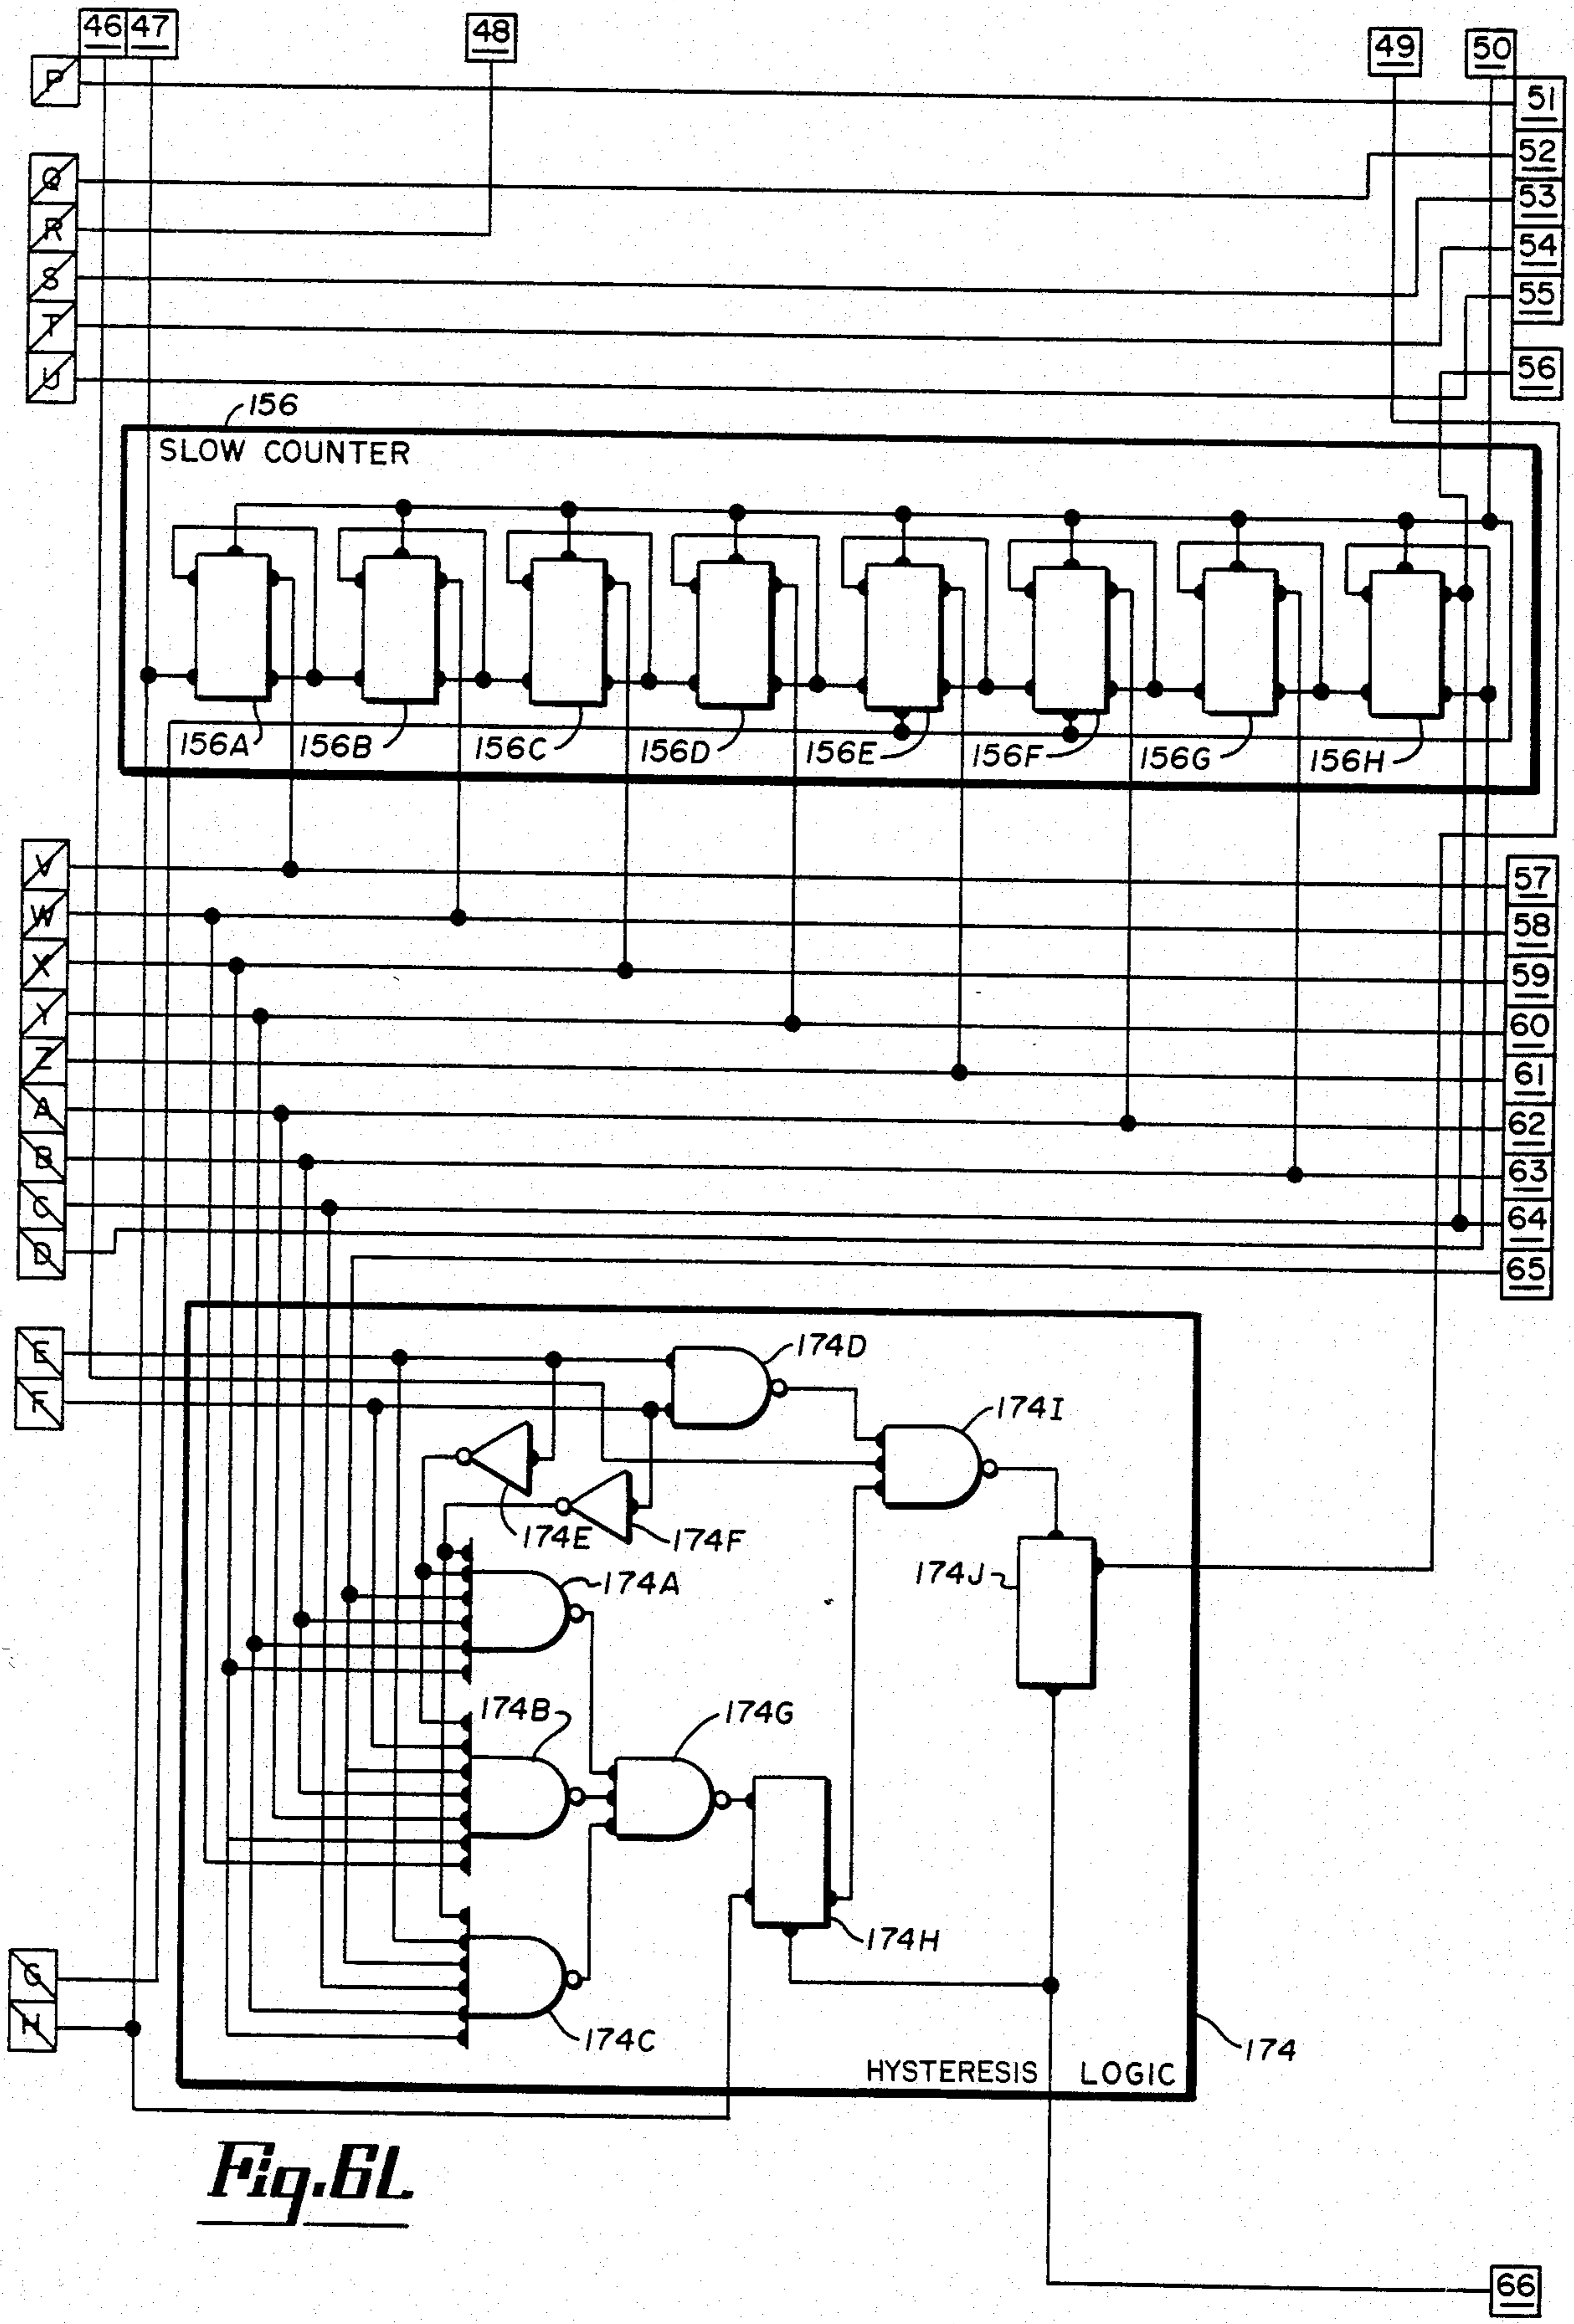 46 47 48 49 50
P 51
52
Q 53
R 54
S 55
T 56
U
156
SLOW COUNTER
156A 156B 156C 156D 156E 156F 156G 156H
V 57
W 58
X 59
Y 60
Z 61
A 62
B 63
C 64
D 65
E 174D
F 174I
174E 174F
174J
174A
174B 174G
174H
G
H
174C 174
HYSTERESIS LOGIC
Fig. 6L
66